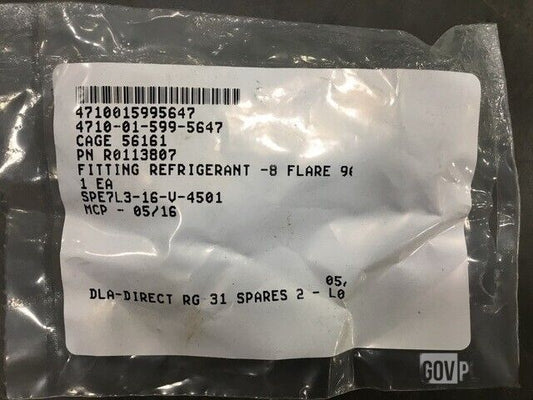 4710015995647
4710-01-599-5647
CAGE 56161
PN R0113807
FITTING REFRIGERANT -8 FLARE
1 EA
SPE7L3-16-V-4501
MCP - 05/16
05/
DLA-DIRECT RG 31 SPARES 2 - L0
GOVP